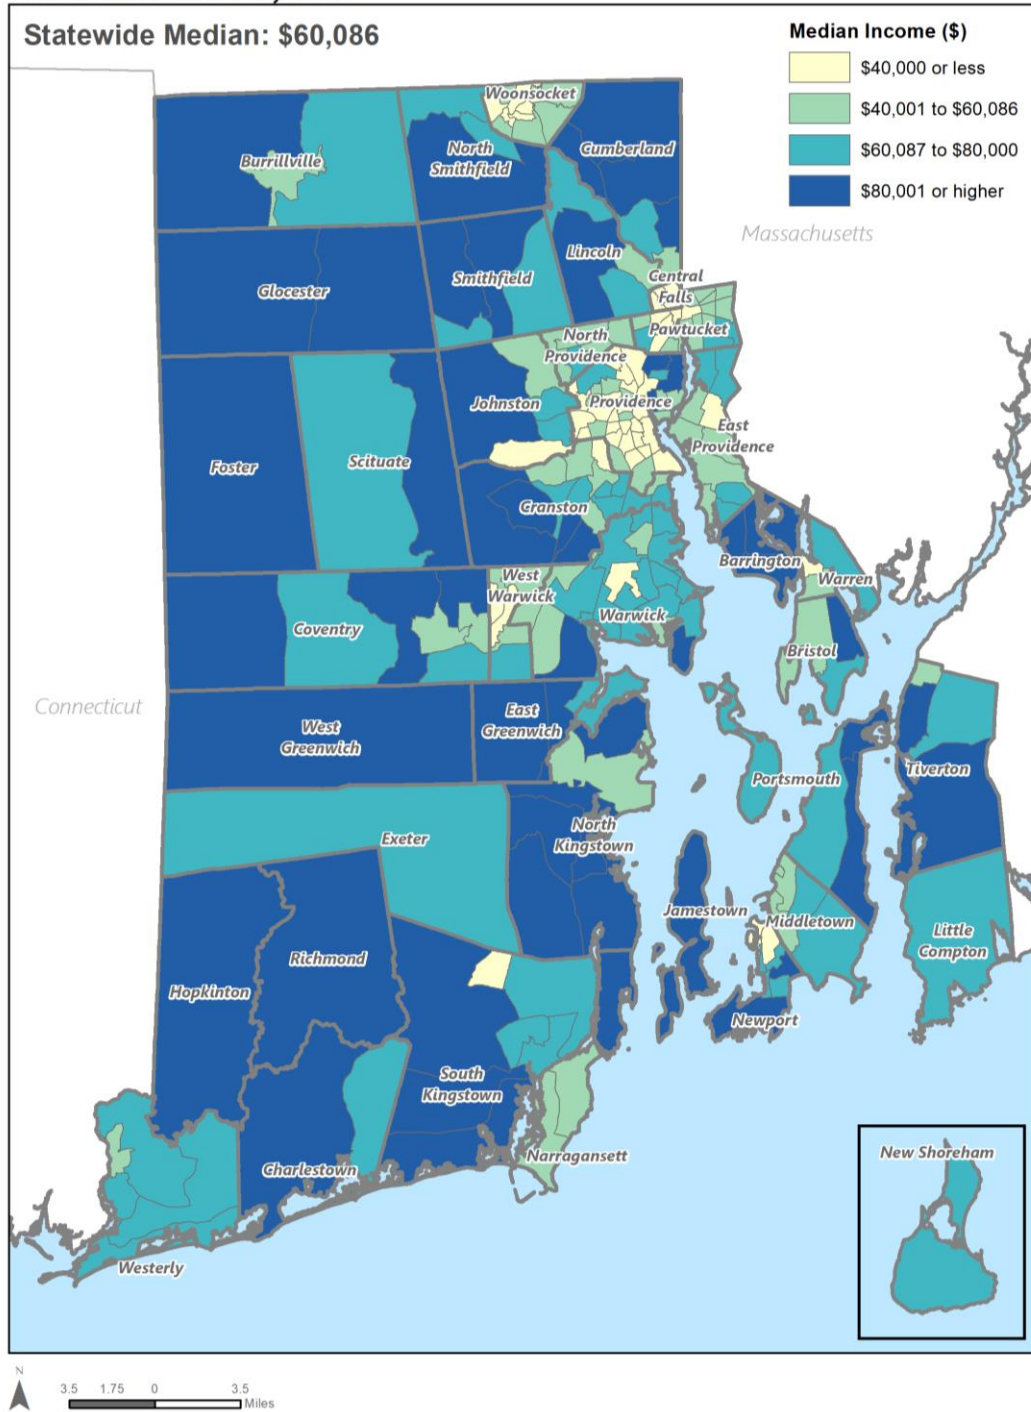 Statewide Median: $60,086
Median Income ($)
$40,000 or less
$40,001 to $60,086
$60,087 to $80,000
$80,001 or higher
Woonsocket
Burrillville
North
Smithfield
Cumberland
Massachusetts
Glocester
Smithfield
Lincoln
Central
Falls
Pawtucket
North
Providence
Johnston
Providence
East
Providence
Foster
Scituate
Cranston
Barrington
Warren
West
Warwick
Coventry
Warwick
Bristol
Connecticut
West
Greenwich
East
Greenwich
Portsmouth
Tiverton
Exeter
North
Kingstown
Jamestown
Middletown
Little
Compton
Richmond
Hopkinton
Newport
South
Kingstown
Narragansett
Charlestown
New Shoreham
Westerly
N
3.5 1.75 0 3.5
Miles